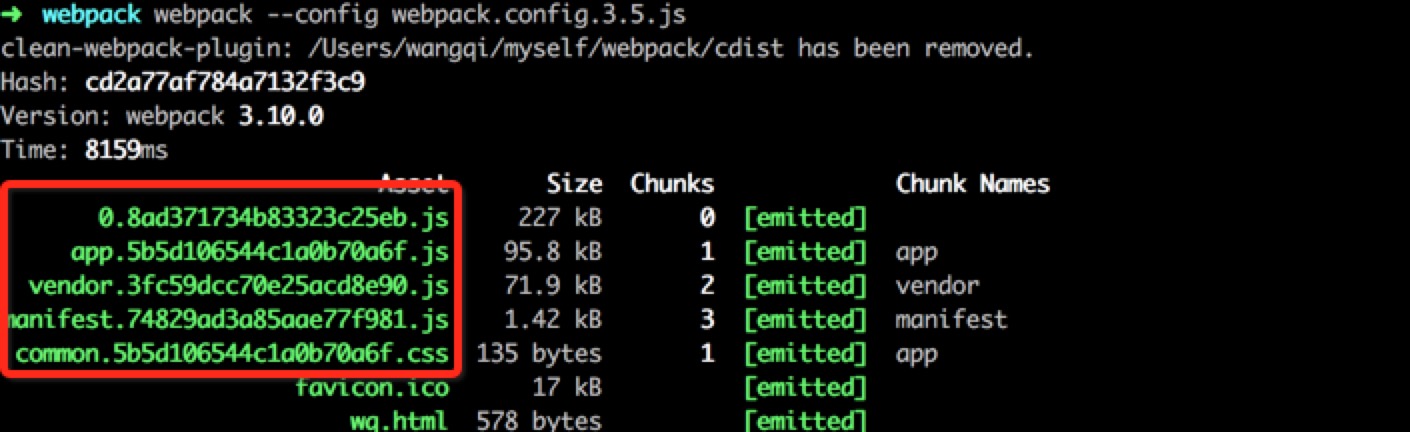 ➜ webpack webpack --config webpack.config.3.5.js
clean-webpack-plugin: /Users/wangqi/myself/webpack/cdist has been removed.
Hash: cd2a77af784a7132f3c9
Version: webpack 3.10.0
Time: 8159ms
Asset Size Chunks Chunk Names
0.8ad371734b83323c25eb.js 227 kB 0 [emitted]
app.5b5d106544c1a0b70a6f.js 95.8 kB 1 [emitted] app
vendor.3fc59dcc70e25acd8e90.js 71.9 kB 2 [emitted] vendor
manifest.74829ad3a85aae77f981.js 1.42 kB 3 [emitted] manifest
common.5b5d106544c1a0b70a6f.css 135 bytes 1 [emitted] app
favicon.ico 17 kB [emitted]
wq.html 578 bytes [emitted]